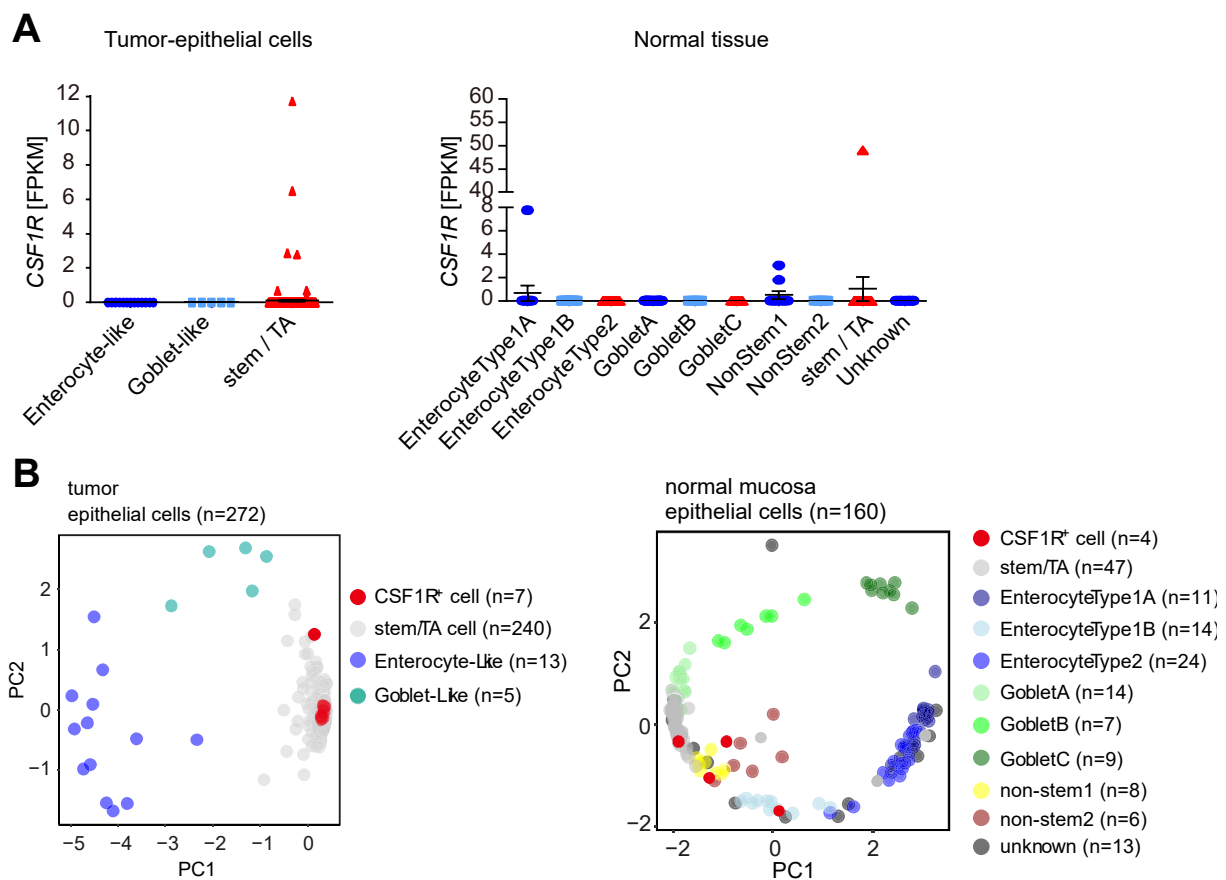 A
Tumor-epithelial cells
Normal tissue
CSF1R [FPKM]
12
10
8
6
4
2
0
Enterocyte-like
Goblet-like
stem / TA
CSF1R [FPKM]
60
55
50
45
40
8
6
4
2
0
EnterocyteType1A
EnterocyteType1B
EnterocyteType2
GobletA
GobletB
GobletC
NonStem1
NonStem2
stem / TA
Unknown
B
tumor
epithelial cells (n=272)
PC2
2
1
0
−1
−5 −4 −3 −2 −1 0
PC1
CSF1R+ cell (n=7)
stem/TA cell (n=240)
Enterocyte-Like (n=13)
Goblet-Like (n=5)
normal mucosa
epithelial cells (n=160)
PC2
2
0
−2
−2 0 2
PC1
CSF1R+ cell (n=4)
stem/TA (n=47)
EnterocyteType1A (n=11)
EnterocyteType1B (n=14)
EnterocyteType2 (n=24)
GobletA (n=14)
GobletB (n=7)
GobletC (n=9)
non-stem1 (n=8)
non-stem2 (n=6)
unknown (n=13)